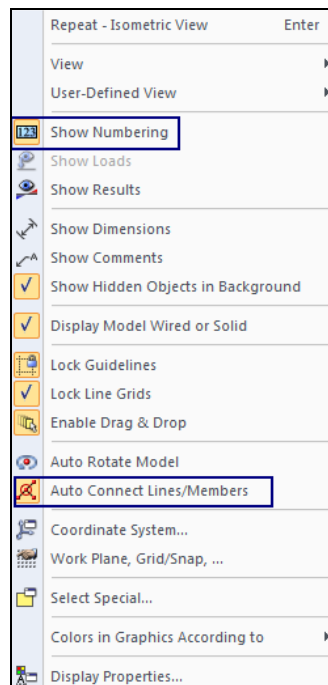 Repeat - Isometric View Enter
View
User-Defined View
123 Show Numbering
Show Loads
Show Results
Show Dimensions
A Show Comments
Show Hidden Objects in Background
Display Model Wired or Solid
Lock Guidelines
Lock Line Grids
Enable Drag & Drop
Auto Rotate Model
Auto Connect Lines/Members
Coordinate System...
Work Plane, Grid/Snap, ...
Select Special...
Colors in Graphics According to
Display Properties...